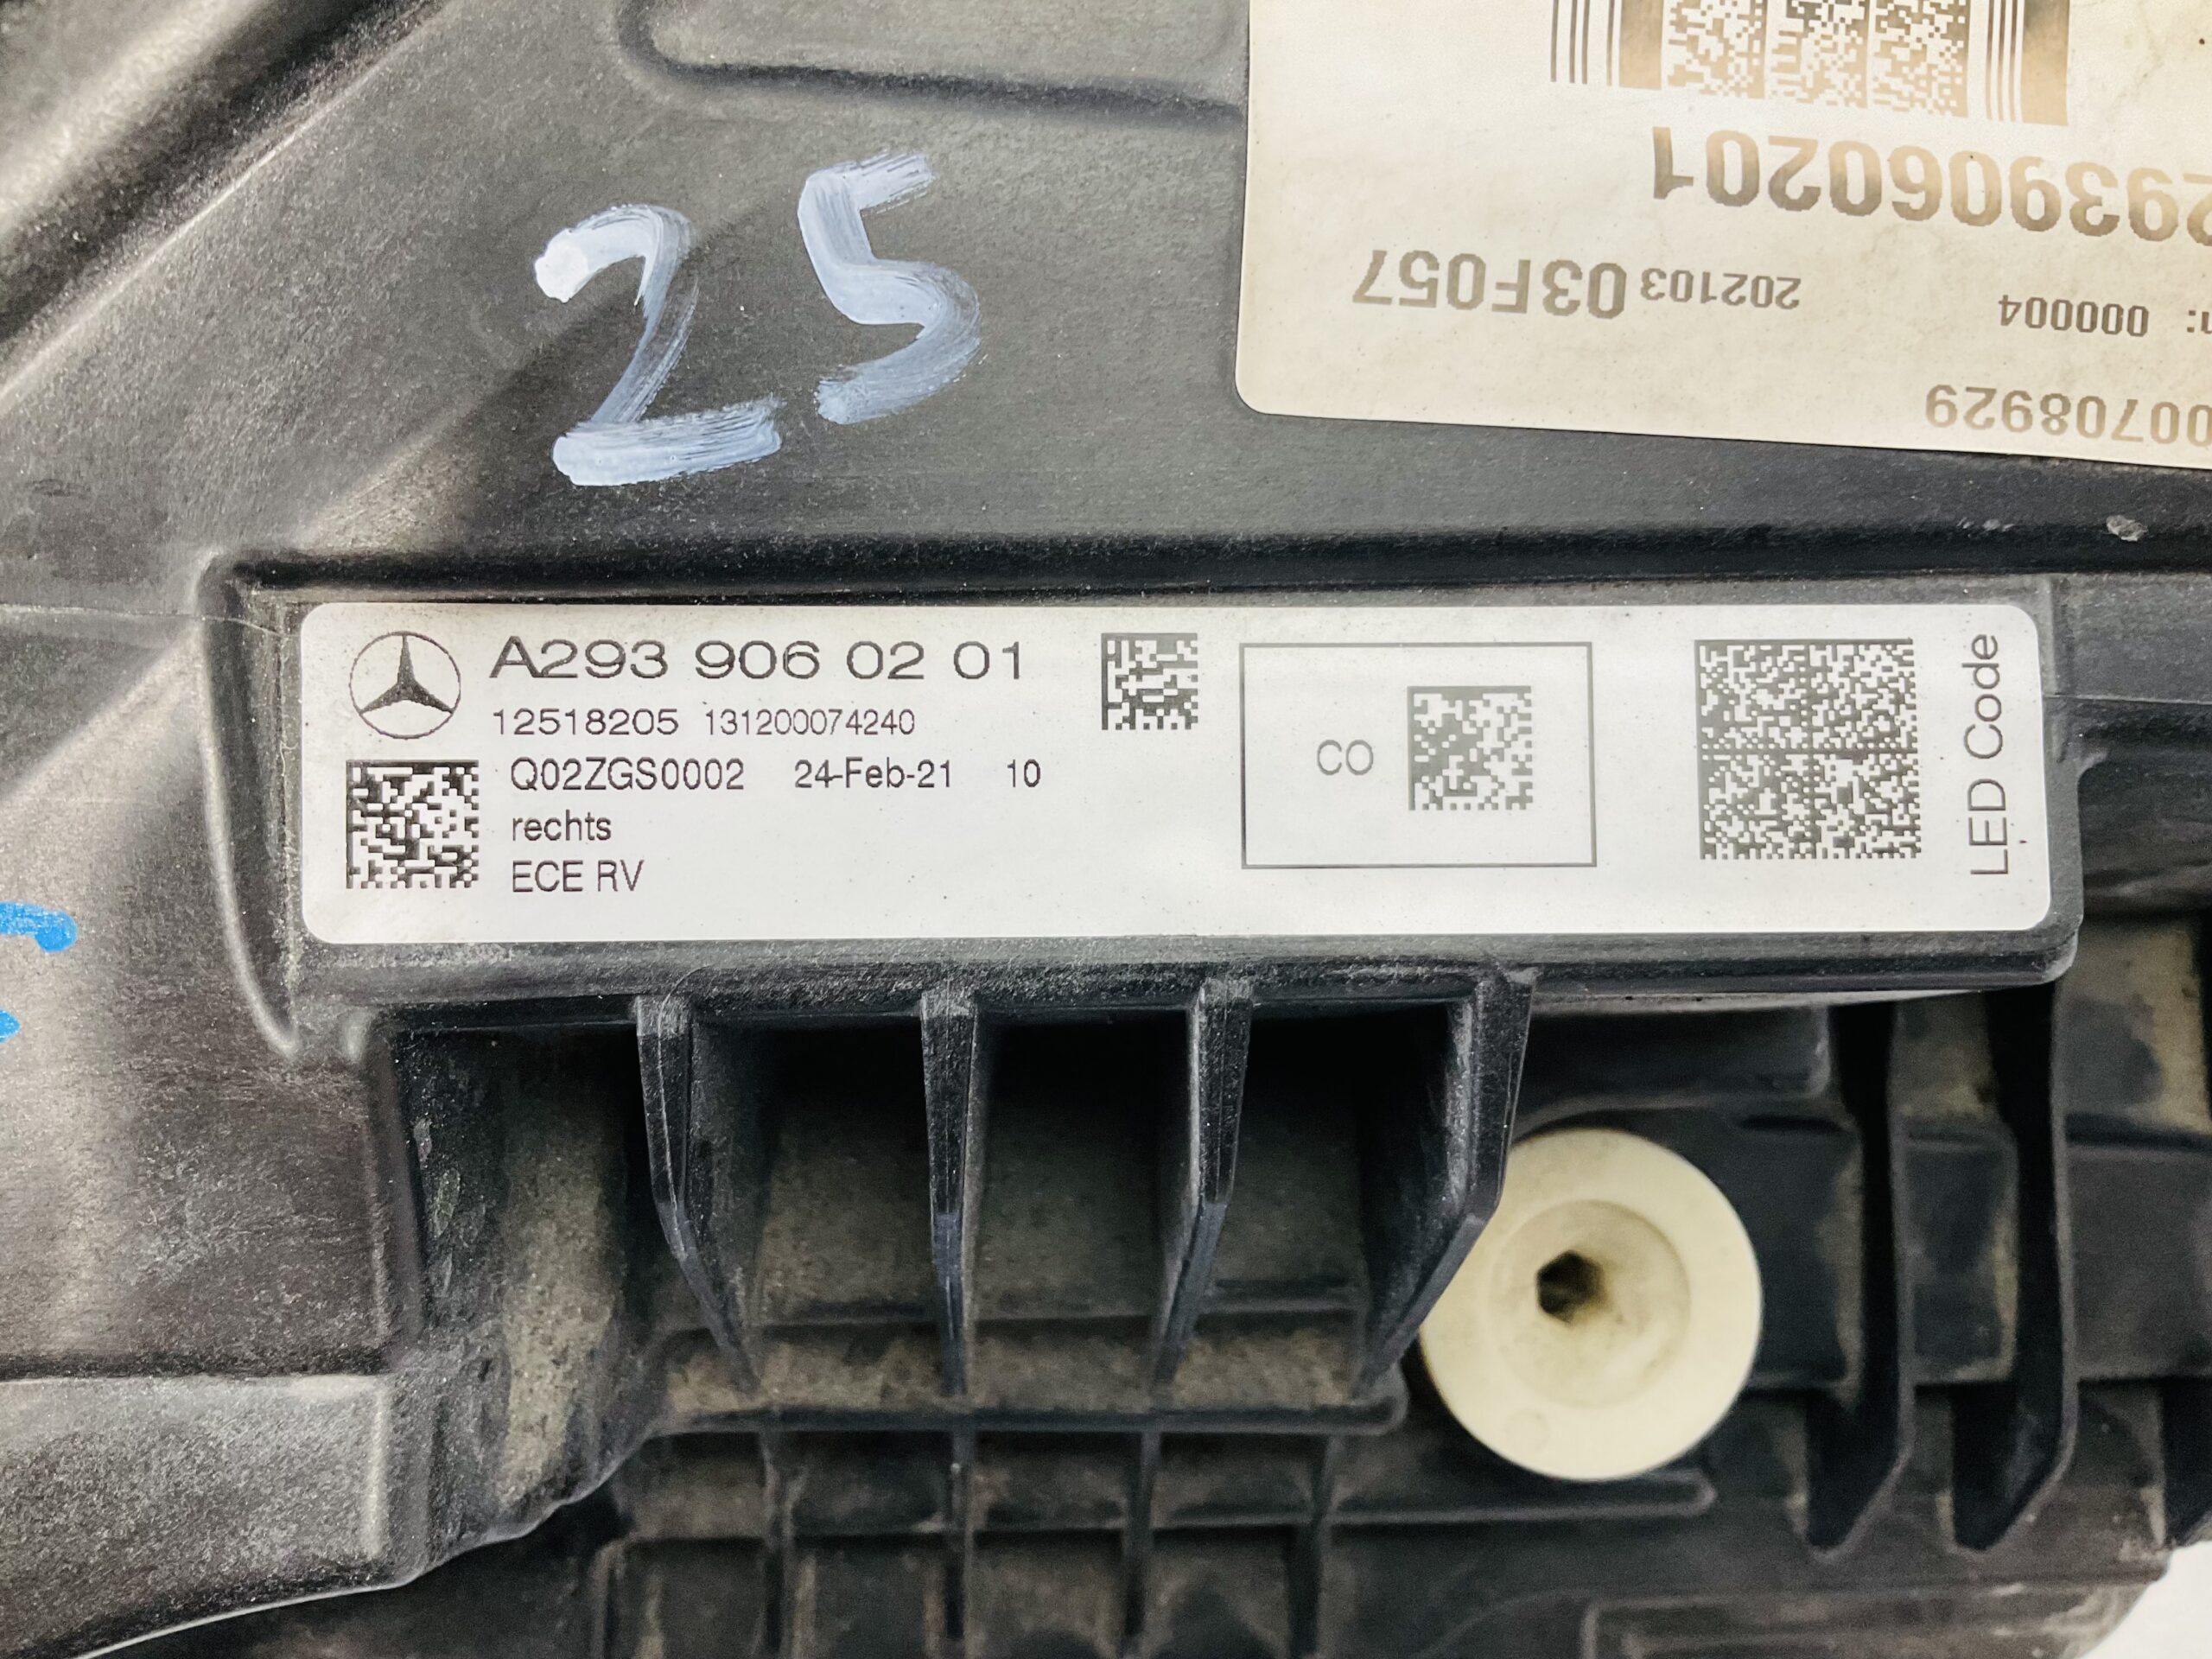 25
2939060201
202103 03F057
: 000004
00708929
A293 906 02 01
12518205 131200074240
Q02ZGS0002 24-Feb-21 10
rechts
ECE RV
CO
LED Code